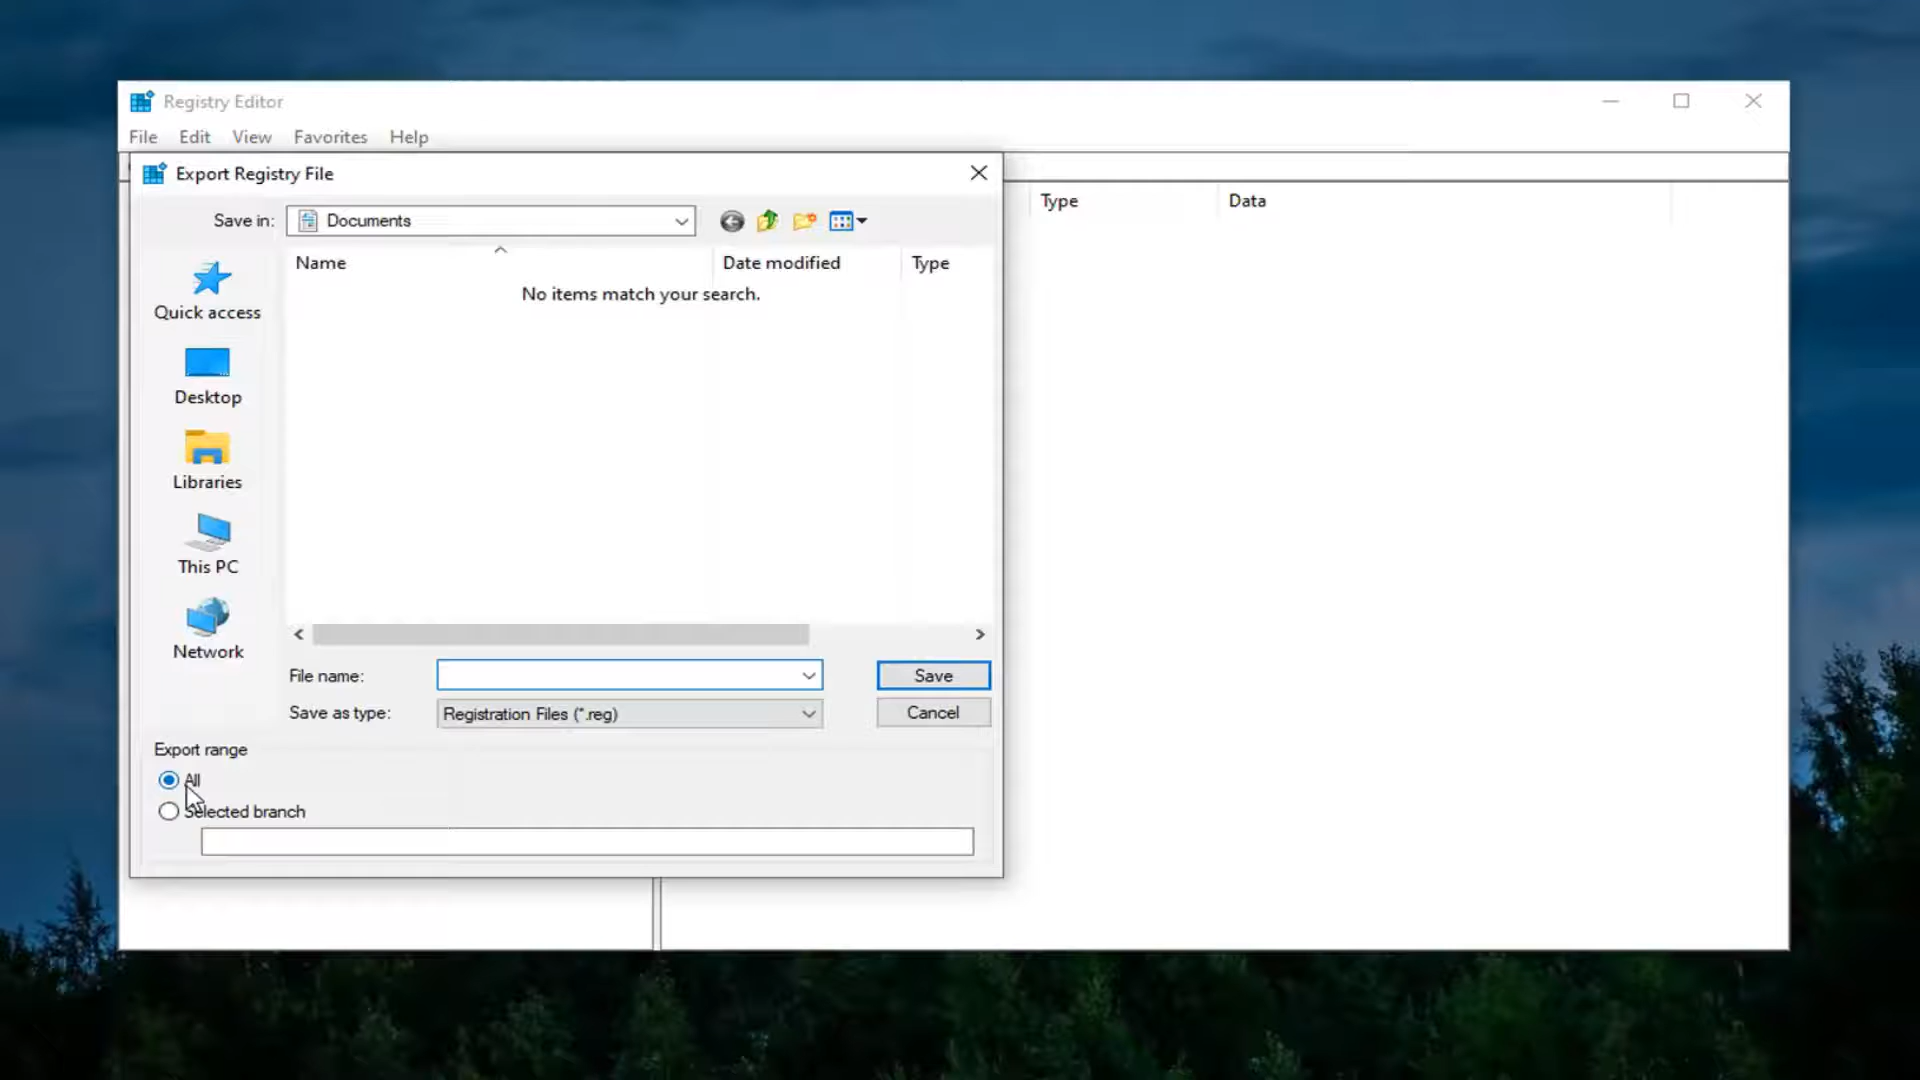 Registry Editor
File Edit View Favorites Help
Export Registry File
Type Data
Save in: Documents
Name Date modified Type
No items match your search.
Quick access
Desktop
Libraries
This PC
Network
File name: Save
Save as type: Registration Files (*.reg) Cancel
Export range
All
Selected branch